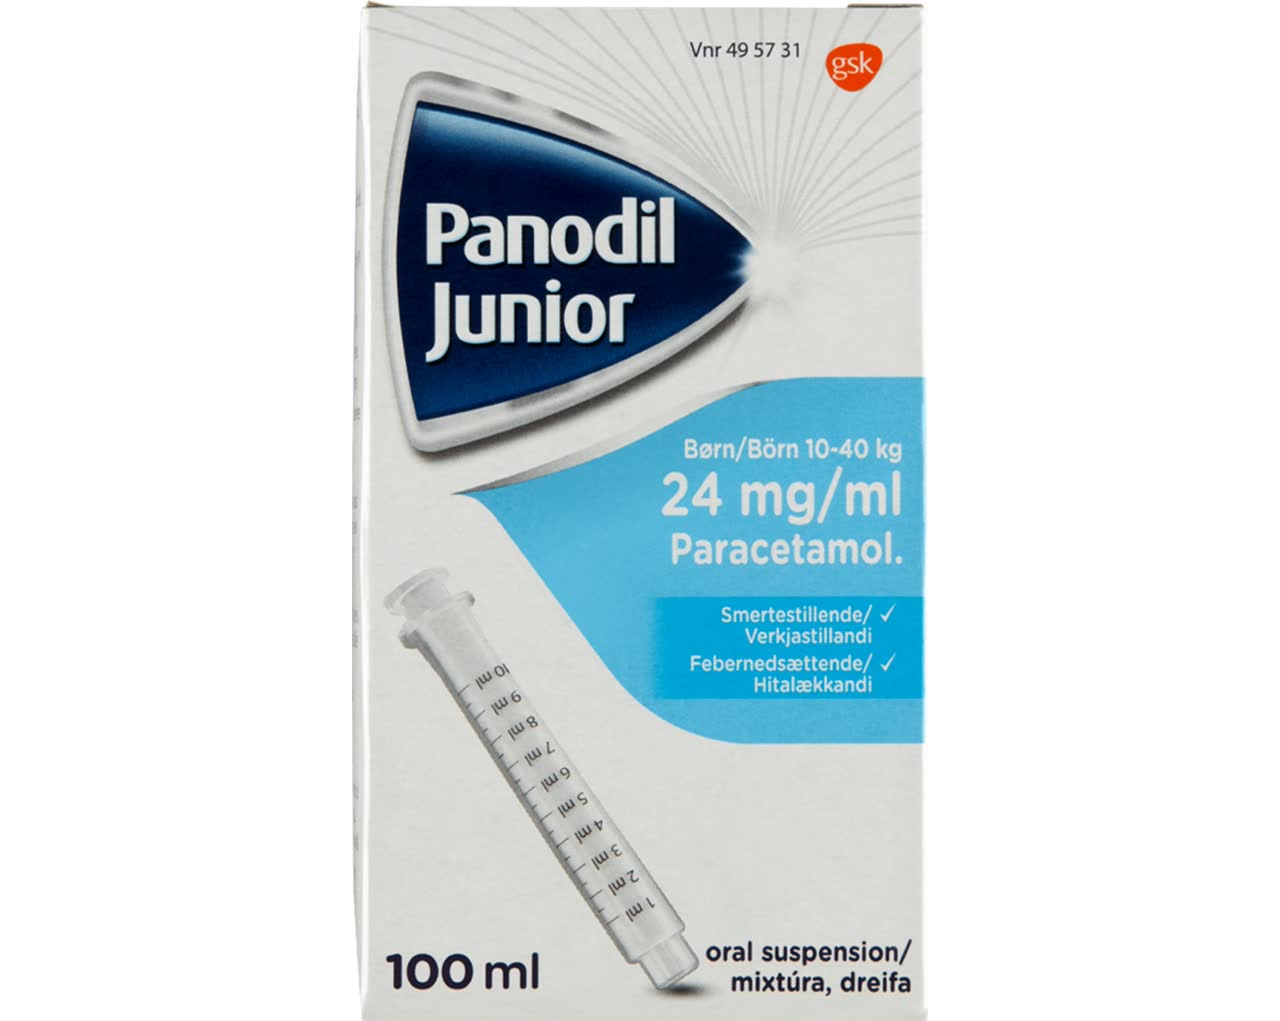 Vnr 49 57 31
gsk
Panodil
Junior
Børn/Börn 10-40 kg
24 mg/ml
Paracetamol.
Smertestillende/ ✓
Verkjastillandi
Febernedsættende/ ✓
Hitalækkandi
10 ml
9 ml
8 ml
7 ml
6 ml
5 ml
4 ml
3 ml
2 ml
1 ml
100 ml
oral suspension/
mixtúra, dreifa